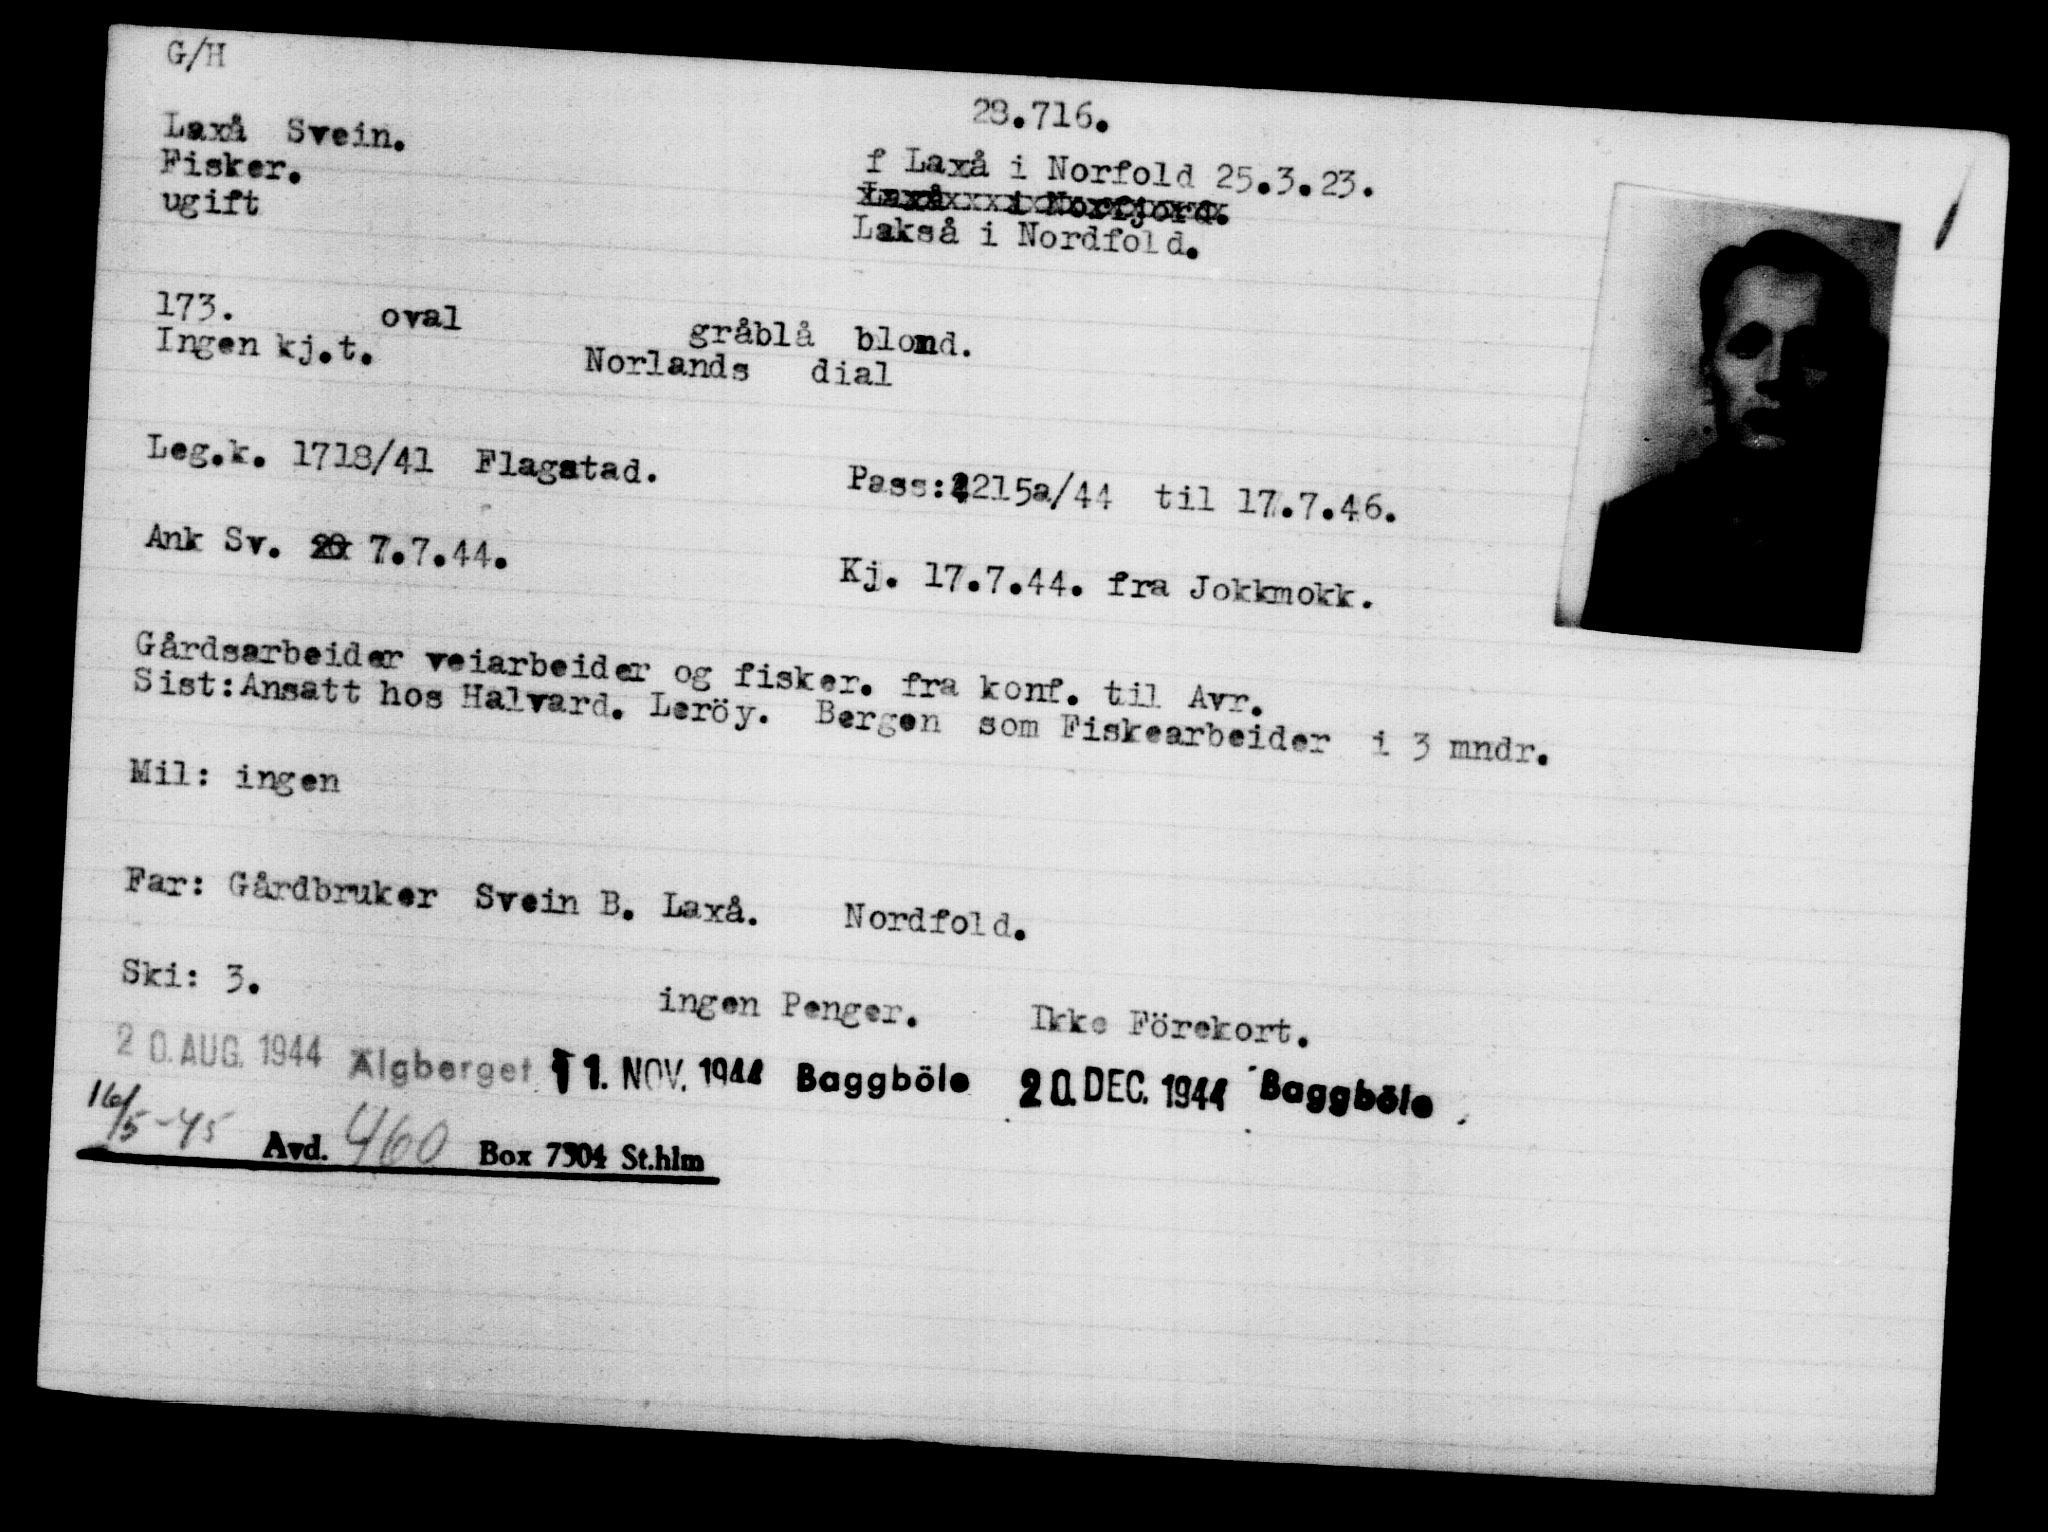 G/H
28.716.
Laxå Svein.
f Laxå i Norfold 25.3.23.
Fisker.
Laxå i Norfjord.
ugift
Lakså i Nordfold.
173. oval gråblå blond.
Ingen kj.t. Norlands dial
Leg.k. 1718/41 Flagstad. Pass: 2215a/44 til 17.7.46.
Ank Sv. 7.7.44. Kj. 17.7.44. fra Jokkmokk.
Gårdsarbeider veiarbeider og fisker. fra konf. til Avr.
Sist:Ansatt hos Halvard. Leröy. Bergen som Fiskearbeider i 3 mndr.
Mil: ingen
Far: Gårdbruker Svein B. Laxå. Nordfold.
Ski: 3. ingen Penger. Ikke Förekort.
20. AUG. 1944 Älgberget 11. NOV. 1944 Baggböle 20. DEC. 1944 Baggböle
16/5-45 Avd. 460 Box 7304 St.hlm